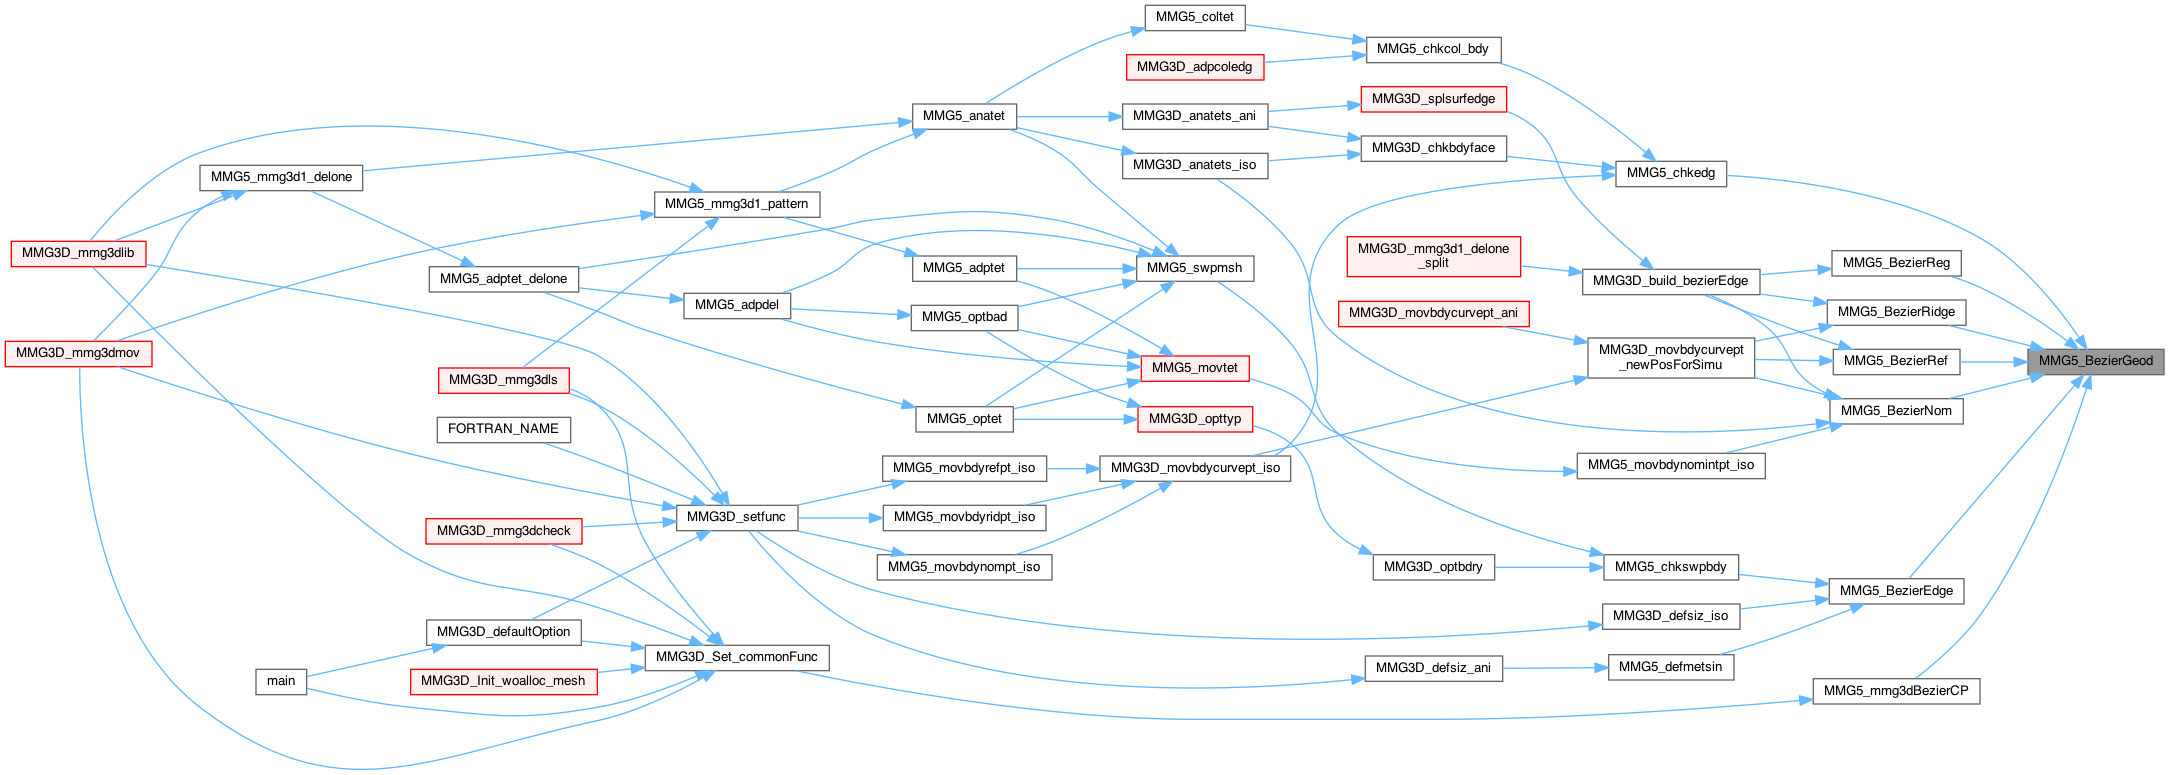 MMG5_coltet
MMG5_chkcol_bdy
MMG3D_adpcoledg
MMG3D_splsurfedge
MMG5_anatet
MMG3D_anatets_ani
MMG3D_chkbdyface
MMG3D_anatets_iso
MMG5_chkedg
MMG5_mmg3d1_delone
MMG5_mmg3d1_pattern
MMG3D_mmg3dlib
MMG3D_mmg3d1_delone
_split
MMG5_BezierReg
MMG5_adptet
MMG5_swpmsh
MMG5_adptet_delone
MMG3D_build_bezierEdge
MMG5_adpdel
MMG5_optbad
MMG3D_movbdycurvept_ani
MMG5_BezierRidge
MMG3D_mmg3dmov
MMG3D_movbdycurvept
_newPosForSimu
MMG5_BezierRef
MMG5_BezierGeod
MMG5_movtet
MMG3D_mmg3dls
MMG5_optet
MMG3D_opttyp
MMG5_BezierNom
FORTRAN_NAME
MMG5_movbdyrefpt_iso
MMG3D_movbdycurvept_iso
MMG5_movbdynomintpt_iso
MMG3D_setfunc
MMG5_movbdyridpt_iso
MMG3D_mmg3dcheck
MMG5_movbdynompt_iso
MMG3D_optbdry
MMG5_chkswpbdy
MMG5_BezierEdge
MMG3D_defsiz_iso
MMG3D_defaultOption
MMG3D_Set_commonFunc
MMG3D_defsiz_ani
MMG5_defmetsin
main
MMG3D_Init_woalloc_mesh
MMG5_mmg3dBezierCP